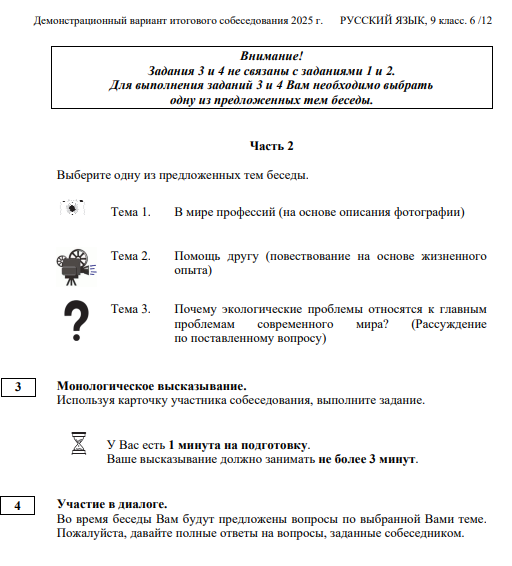 Демонстрационный вариант итогового собеседования 2025 г. РУССКИЙ ЯЗЫК, 9 класс. 6 /12
Внимание!
Задания 3 и 4 не связаны с заданиями 1 и 2.
Для выполнения заданий 3 и 4 Вам необходимо выбрать
одну из предложенных тем беседы.
Часть 2
Выберите одну из предложенных тем беседы.
Тема 1. В мире профессий (на основе описания фотографии)
Тема 2. Помощь другу (повествование на основе жизненного
опыта)
Тема 3. Почему экологические проблемы относятся к главным
проблемам современного мира? (Рассуждение
по поставленному вопросу)
3 Монологическое высказывание.
Используя карточку участника собеседования, выполните задание.
У Вас есть 1 минута на подготовку.
Ваше высказывание должно занимать не более 3 минут.
4 Участие в диалоге.
Во время беседы Вам будут предложены вопросы по выбранной Вами теме.
Пожалуйста, давайте полные ответы на вопросы, заданные собеседником.